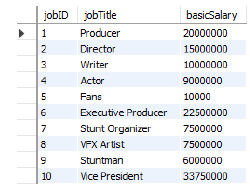 jobID jobTitle basicSalary
1 Producer 20000000
2 Director 15000000
3 Writer 10000000
4 Actor 9000000
5 Fans 10000
6 Executive Producer 22500000
7 Stunt Organizer 7500000
8 VFX Artist 7500000
9 Stuntman 6000000
10 Vice President 33750000